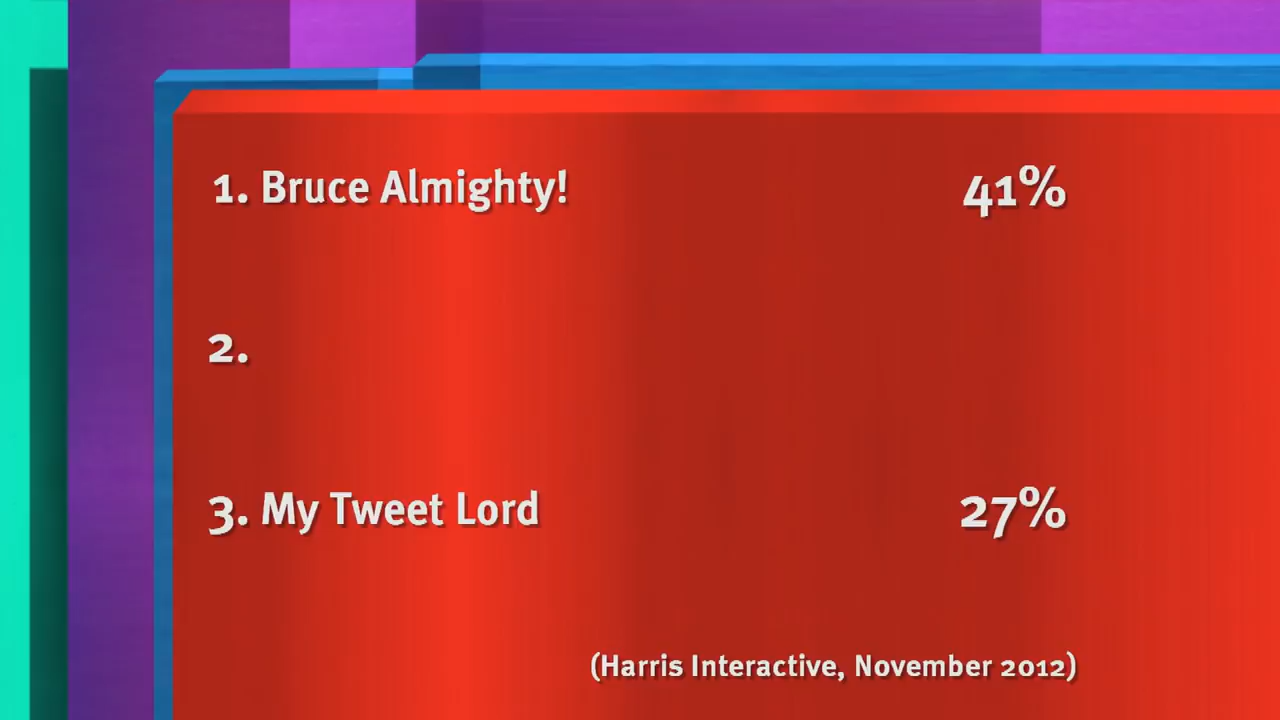 1. Bruce Almighty! 41%
2.
3. My Tweet Lord 27%
(Harris Interactive, November 2012)